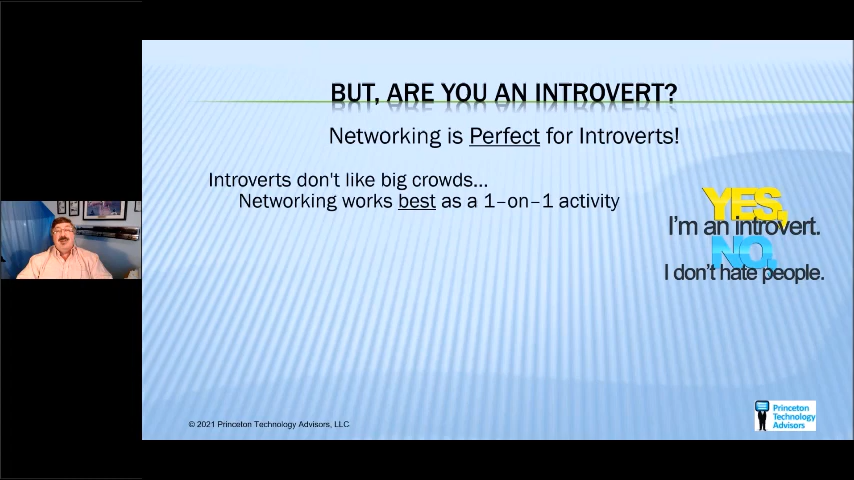 BUT, ARE YOU AN INTROVERT?
Networking is Perfect for Introverts!
Introverts don't like big crowds...
Networking works best as a 1–on–1 activity
YES,
I'm an introvert.
NO,
I don't hate people.
© 2021 Princeton Technology Advisors, LLC.
Princeton
Technology
Advisors